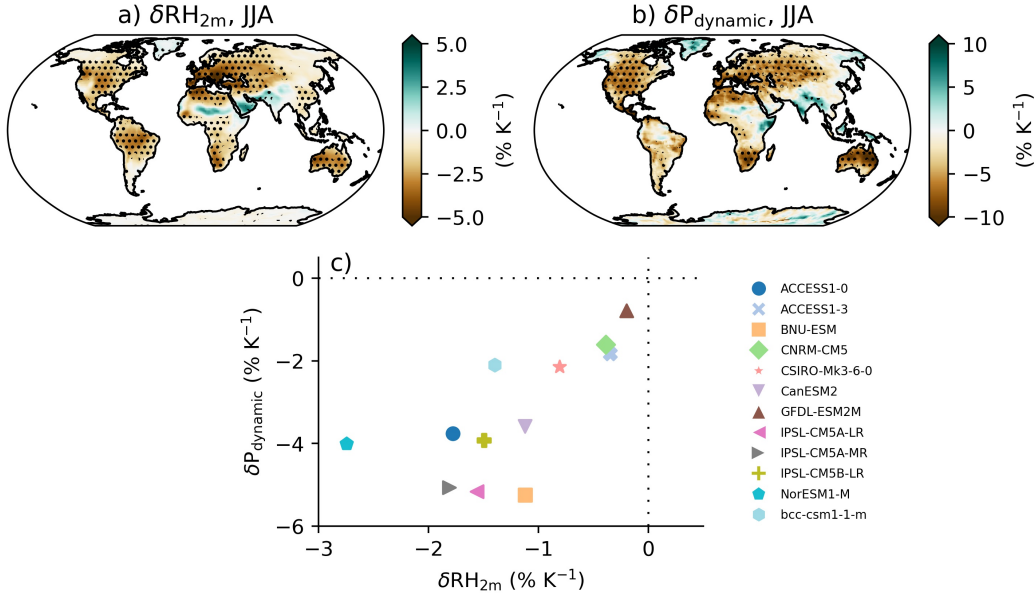 a) δRH2m, JJA
b) δPdynamic, JJA
5.0
2.5
0.0
−2.5
−5.0
(% K−1)
10
5
0
−5
−10
(% K−1)
c)
0
−2
−4
−6
δPdynamic (% K−1)
−3
−2
−1
0
δRH2m (% K−1)
ACCESS1-0
ACCESS1-3
BNU-ESM
CNRM-CM5
CSIRO-Mk3-6-0
CanESM2
GFDL-ESM2M
IPSL-CM5A-LR
IPSL-CM5A-MR
IPSL-CM5B-LR
NorESM1-M
bcc-csm1-1-m